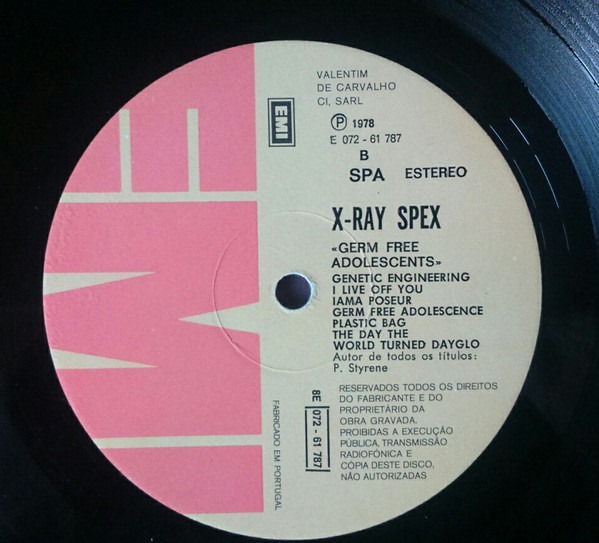 VALENTIM
DE CARVALHO
CI, SARL
EMI
EMI
Ⓟ 1978
E 072 - 61 787
B
SPA ESTEREO
X-RAY SPEX
«GERM FREE
ADOLESCENTS»
GENETIC ENGINEERING
I LIVE OFF YOU
IAMA POSEUR
GERM FREE ADOLESCENCE
PLASTIC BAG
THE DAY THE
WORLD TURNED DAYGLO
Autor de todos os títulos:
P. Styrene
8E 072 - 61 787
RESERVADOS TODOS OS DIREITOS
DO FABRICANTE E DO
PROPRIETÁRIO DA
OBRA GRAVADA.
PROIBIDAS A EXECUÇÃO
PÚBLICA, TRANSMISSÃO
RADIOFÓNICA E
CÓPIA DESTE DISCO,
NÃO AUTORIZADAS
FABRICADO EM PORTUGAL